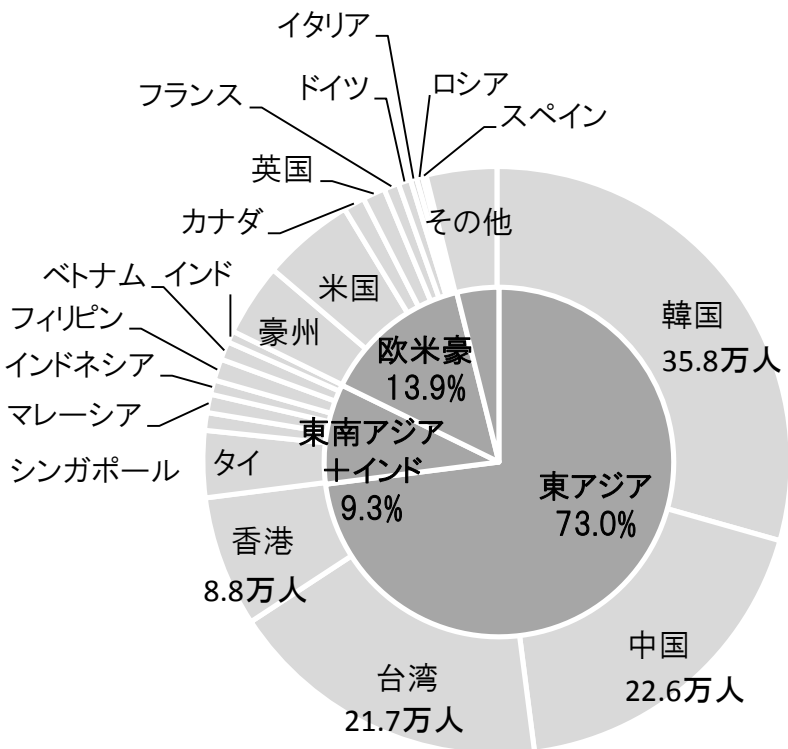 イタリア
ドイツ
ロシア
フランス
スペイン
英国
カナダ
その他
ベトナム
インド
米国
フィリピン
豪州
韓国
35.8万人
インドネシア
欧米豪
13.9%
マレーシア
東南アジア
＋インド
9.3%
シンガポール
タイ
東アジア
73.0%
香港
8.8万人
中国
22.6万人
台湾
21.7万人